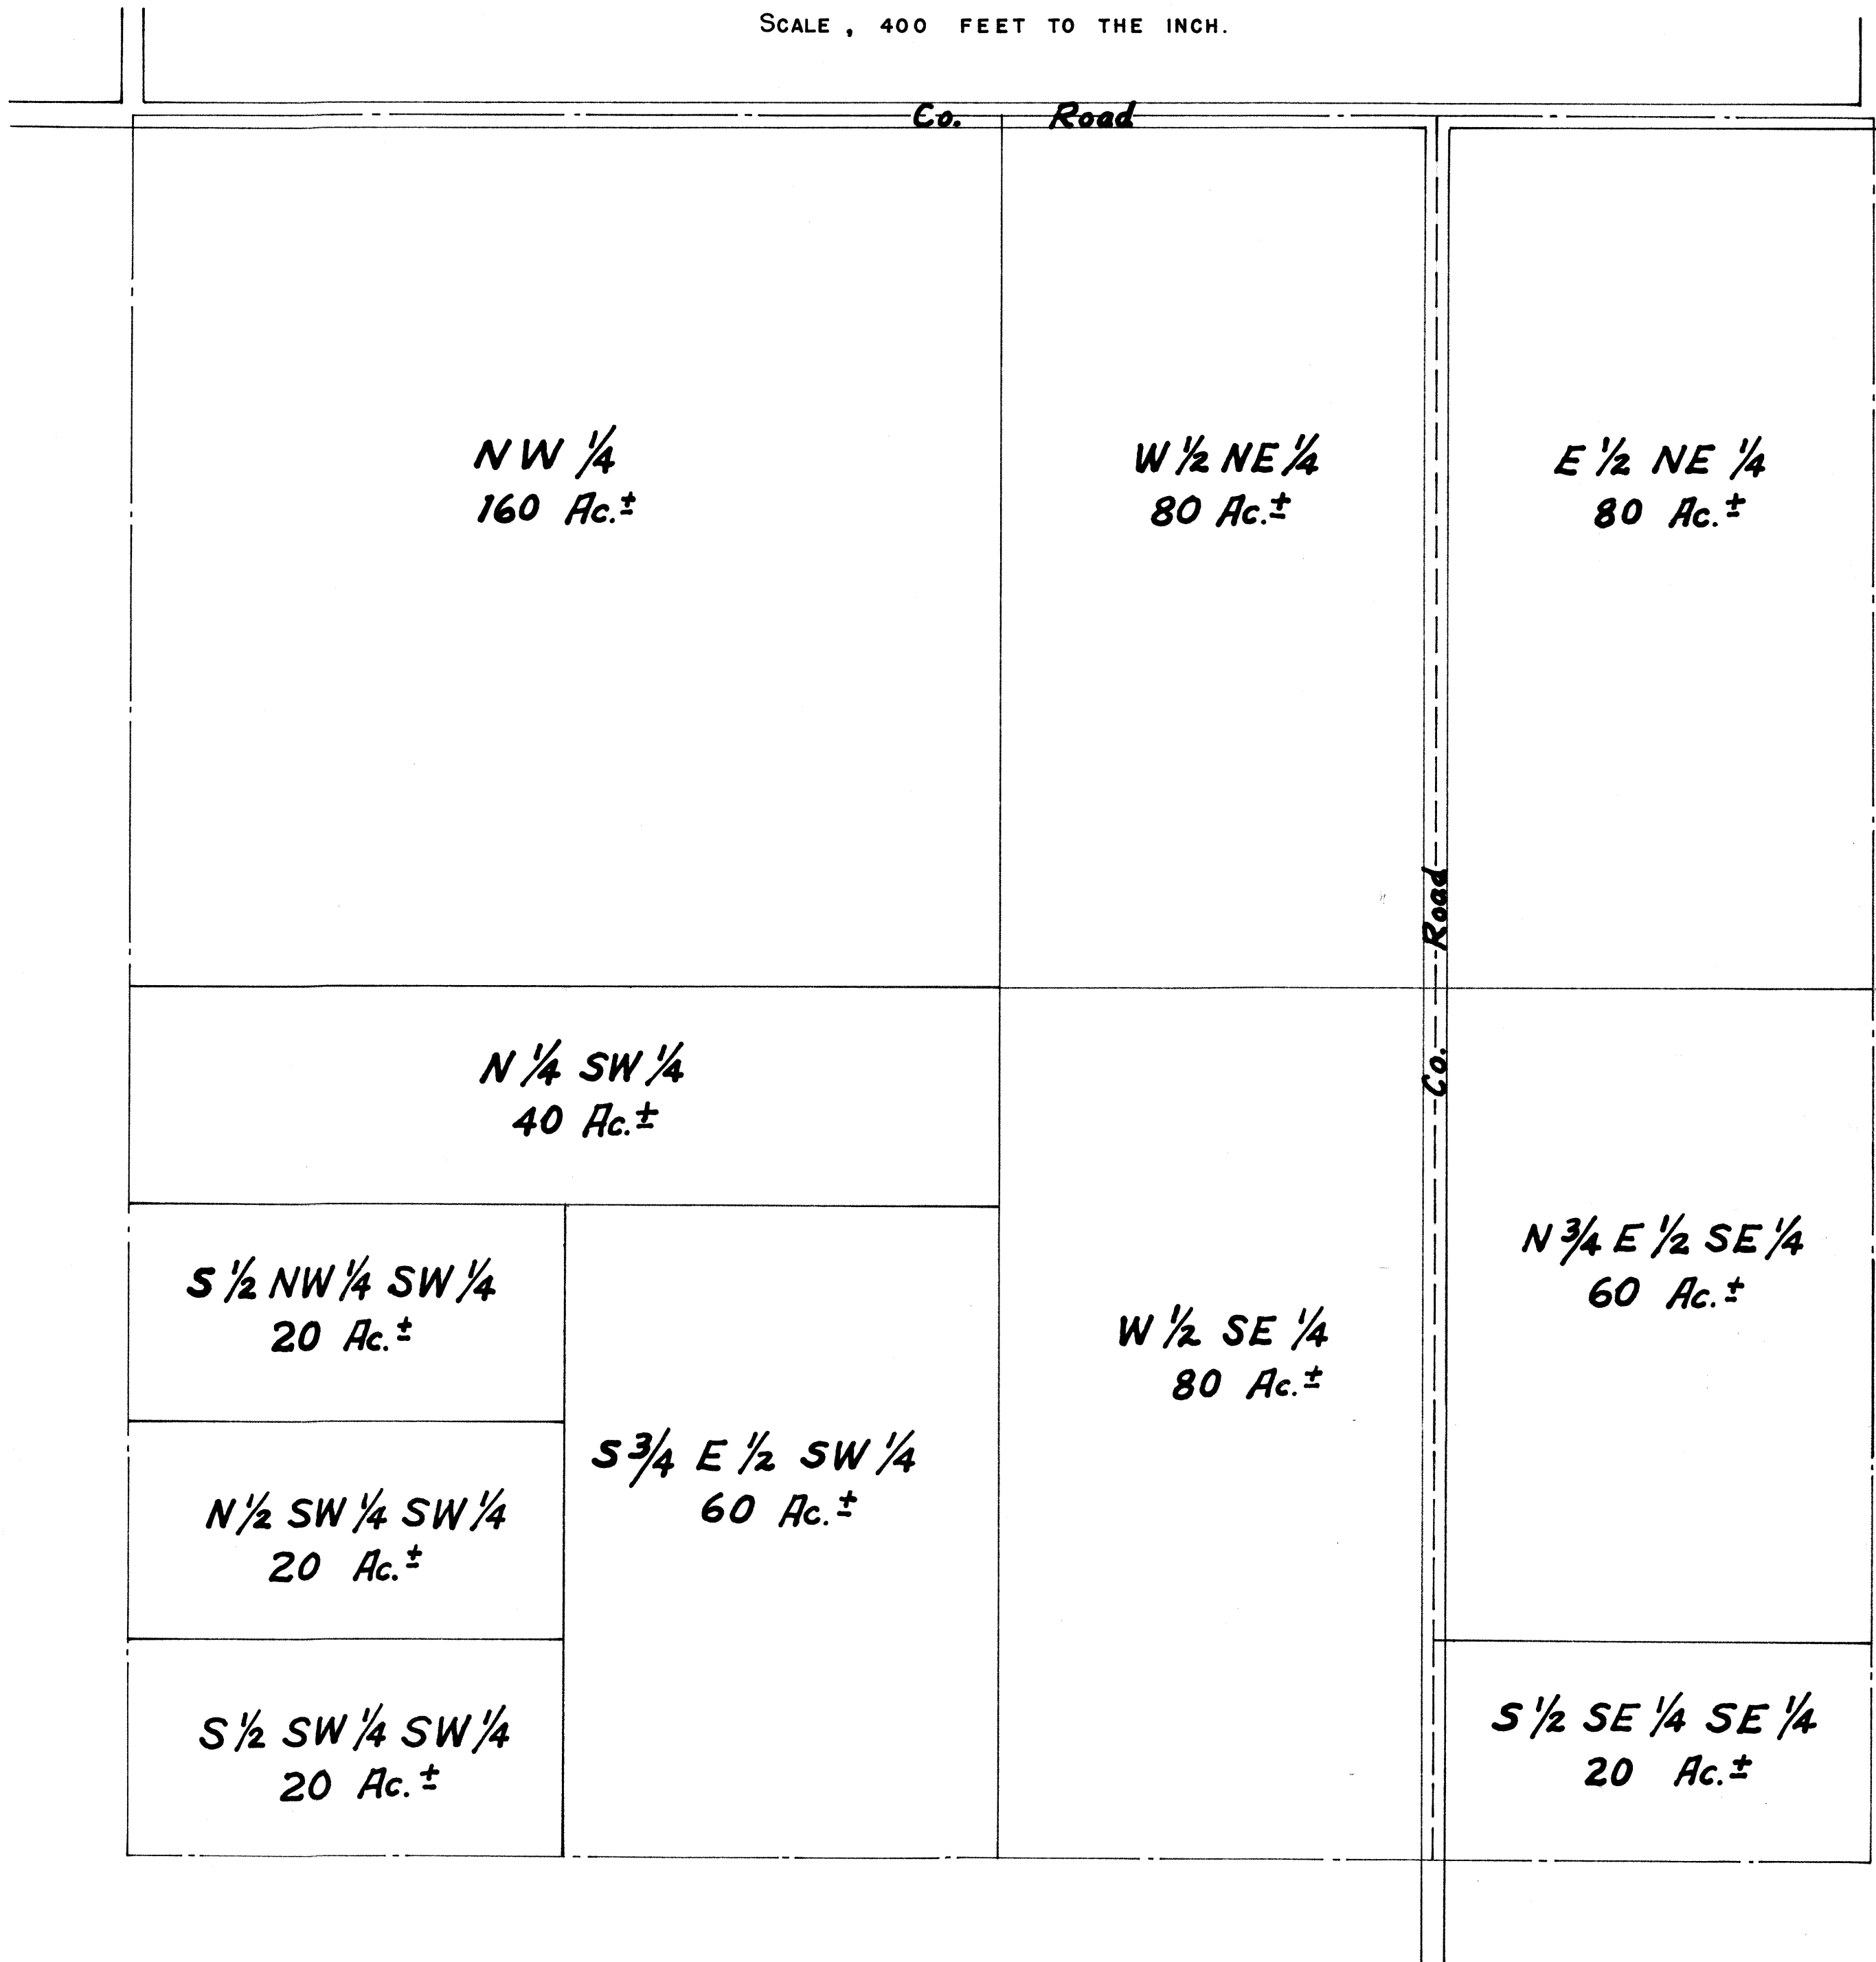 SCALE, 400 FEET TO THE INCH.
Co. Road
NW 1/4
160 Ac.±
W 1/2 NE 1/4
80 Ac.±
E 1/2 NE 1/4
80 Ac.±
Co. Road
N 1/4 SW 1/4
40 Ac.±
S 1/2 NW 1/4 SW 1/4
20 Ac.±
N 1/2 SW 1/4 SW 1/4
20 Ac.±
S 1/2 SW 1/4 SW 1/4
20 Ac.±
S 3/4 E 1/2 SW 1/4
60 Ac.±
W 1/2 SE 1/4
80 Ac.±
N 3/4 E 1/2 SE 1/4
60 Ac.±
S 1/2 SE 1/4 SE 1/4
20 Ac.±